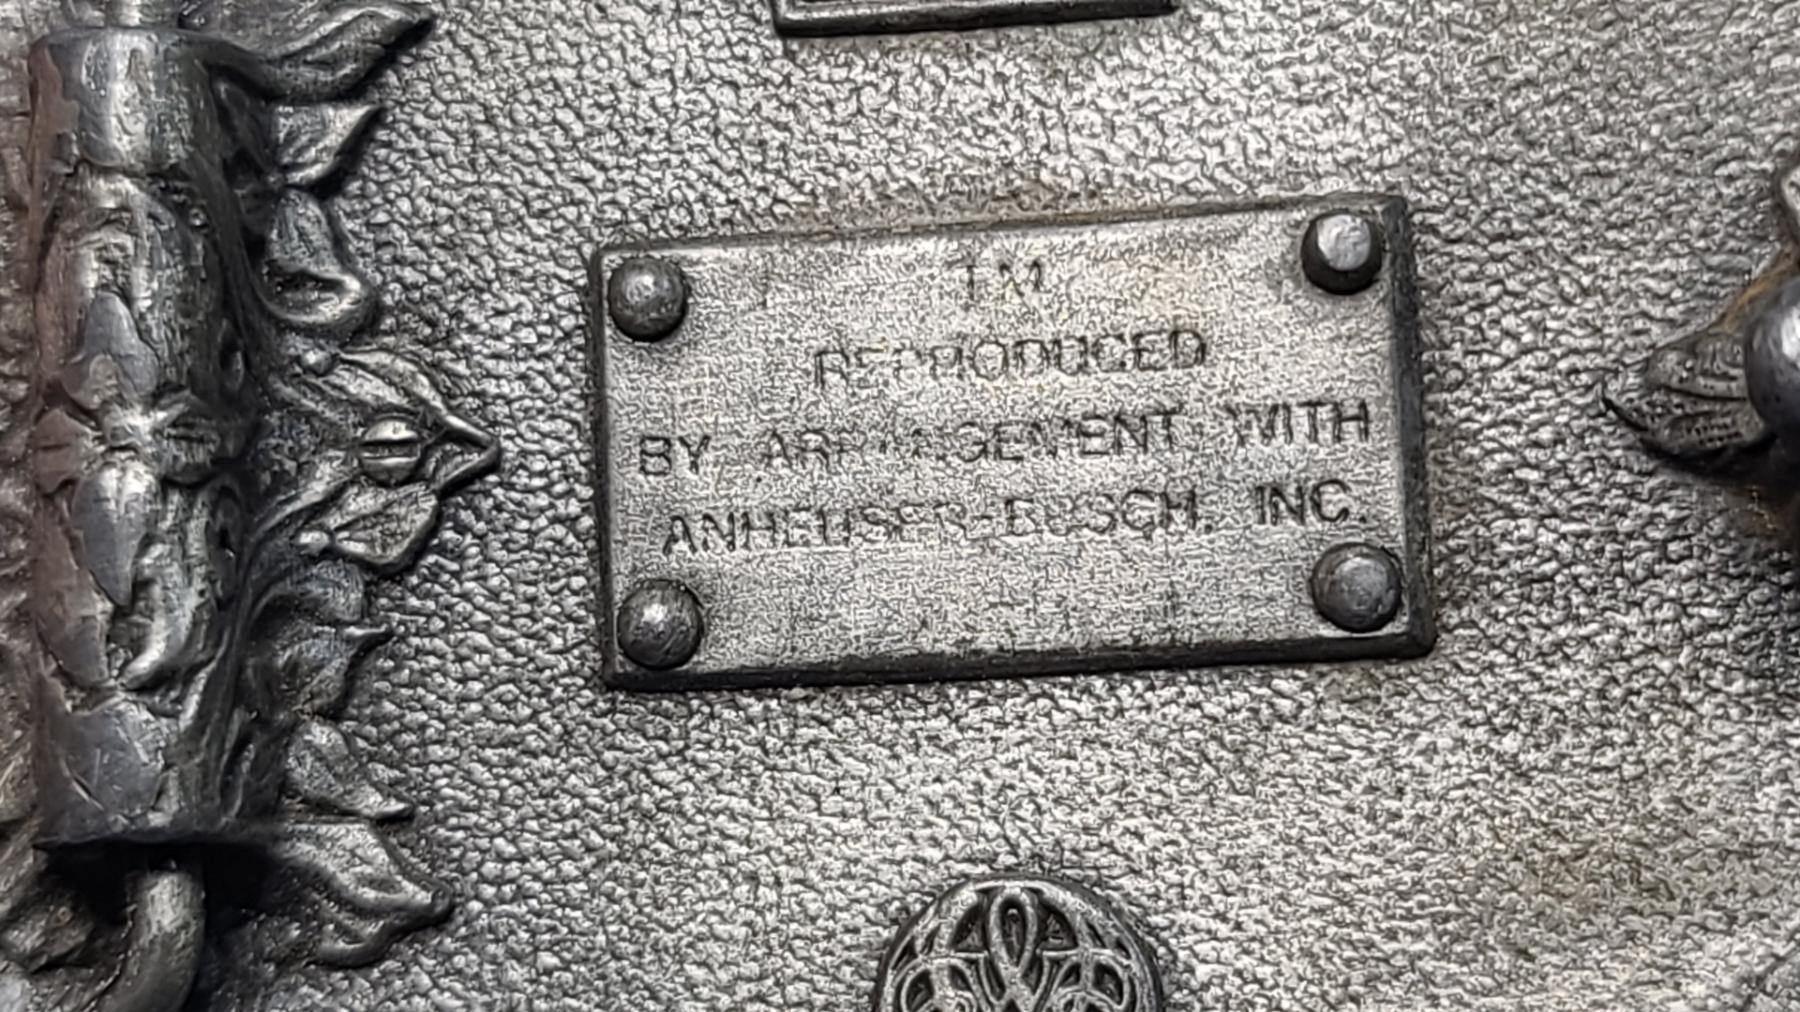 TM
REPRODUCED
BY ARRANGEMENT WITH
ANHEUSER-BUSCH, INC.